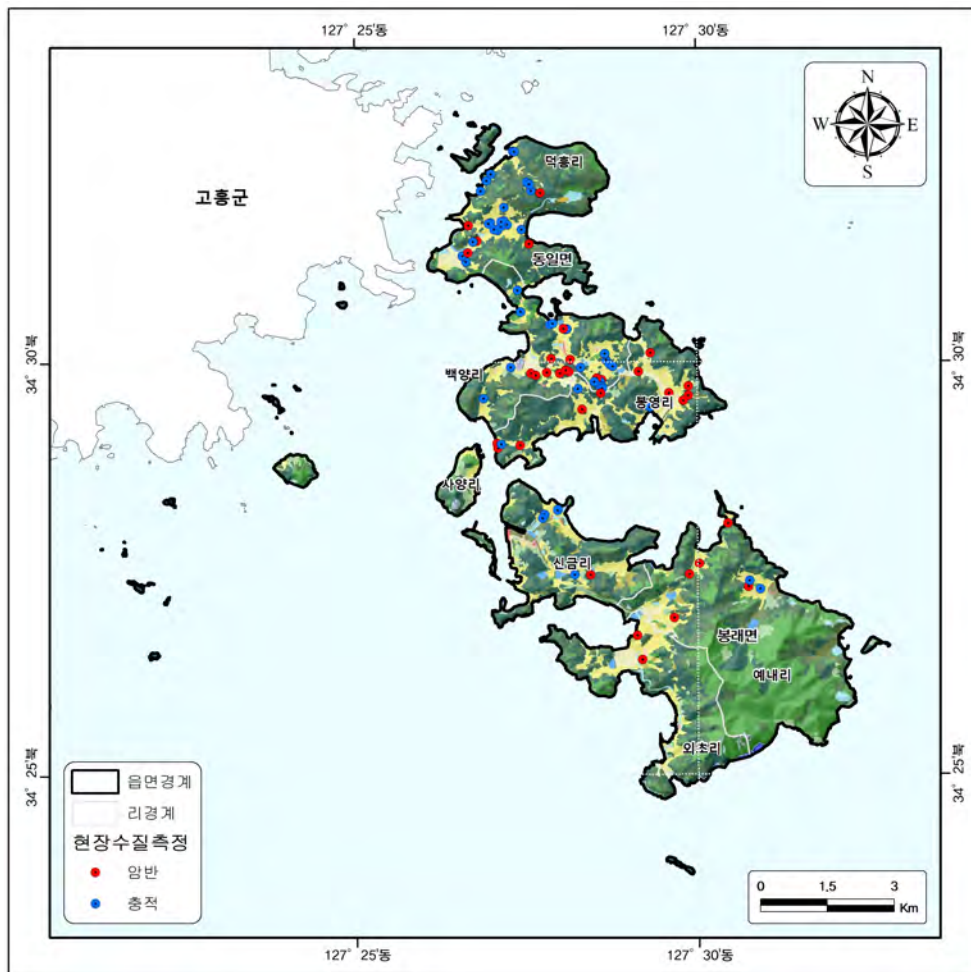 127° 25'동
127° 30'동
N
W
E
S
덕흥리
고흥군
동일면
34° 30'북
34° 30'북
백양리
봉영리
사양리
신금리
봉래면
예내리
외초리
34° 25'북
34° 25'북
읍면경계
리경계
현장수질측정
암반
충적
0
1.5
3
Km
127° 25'동
127° 30'동